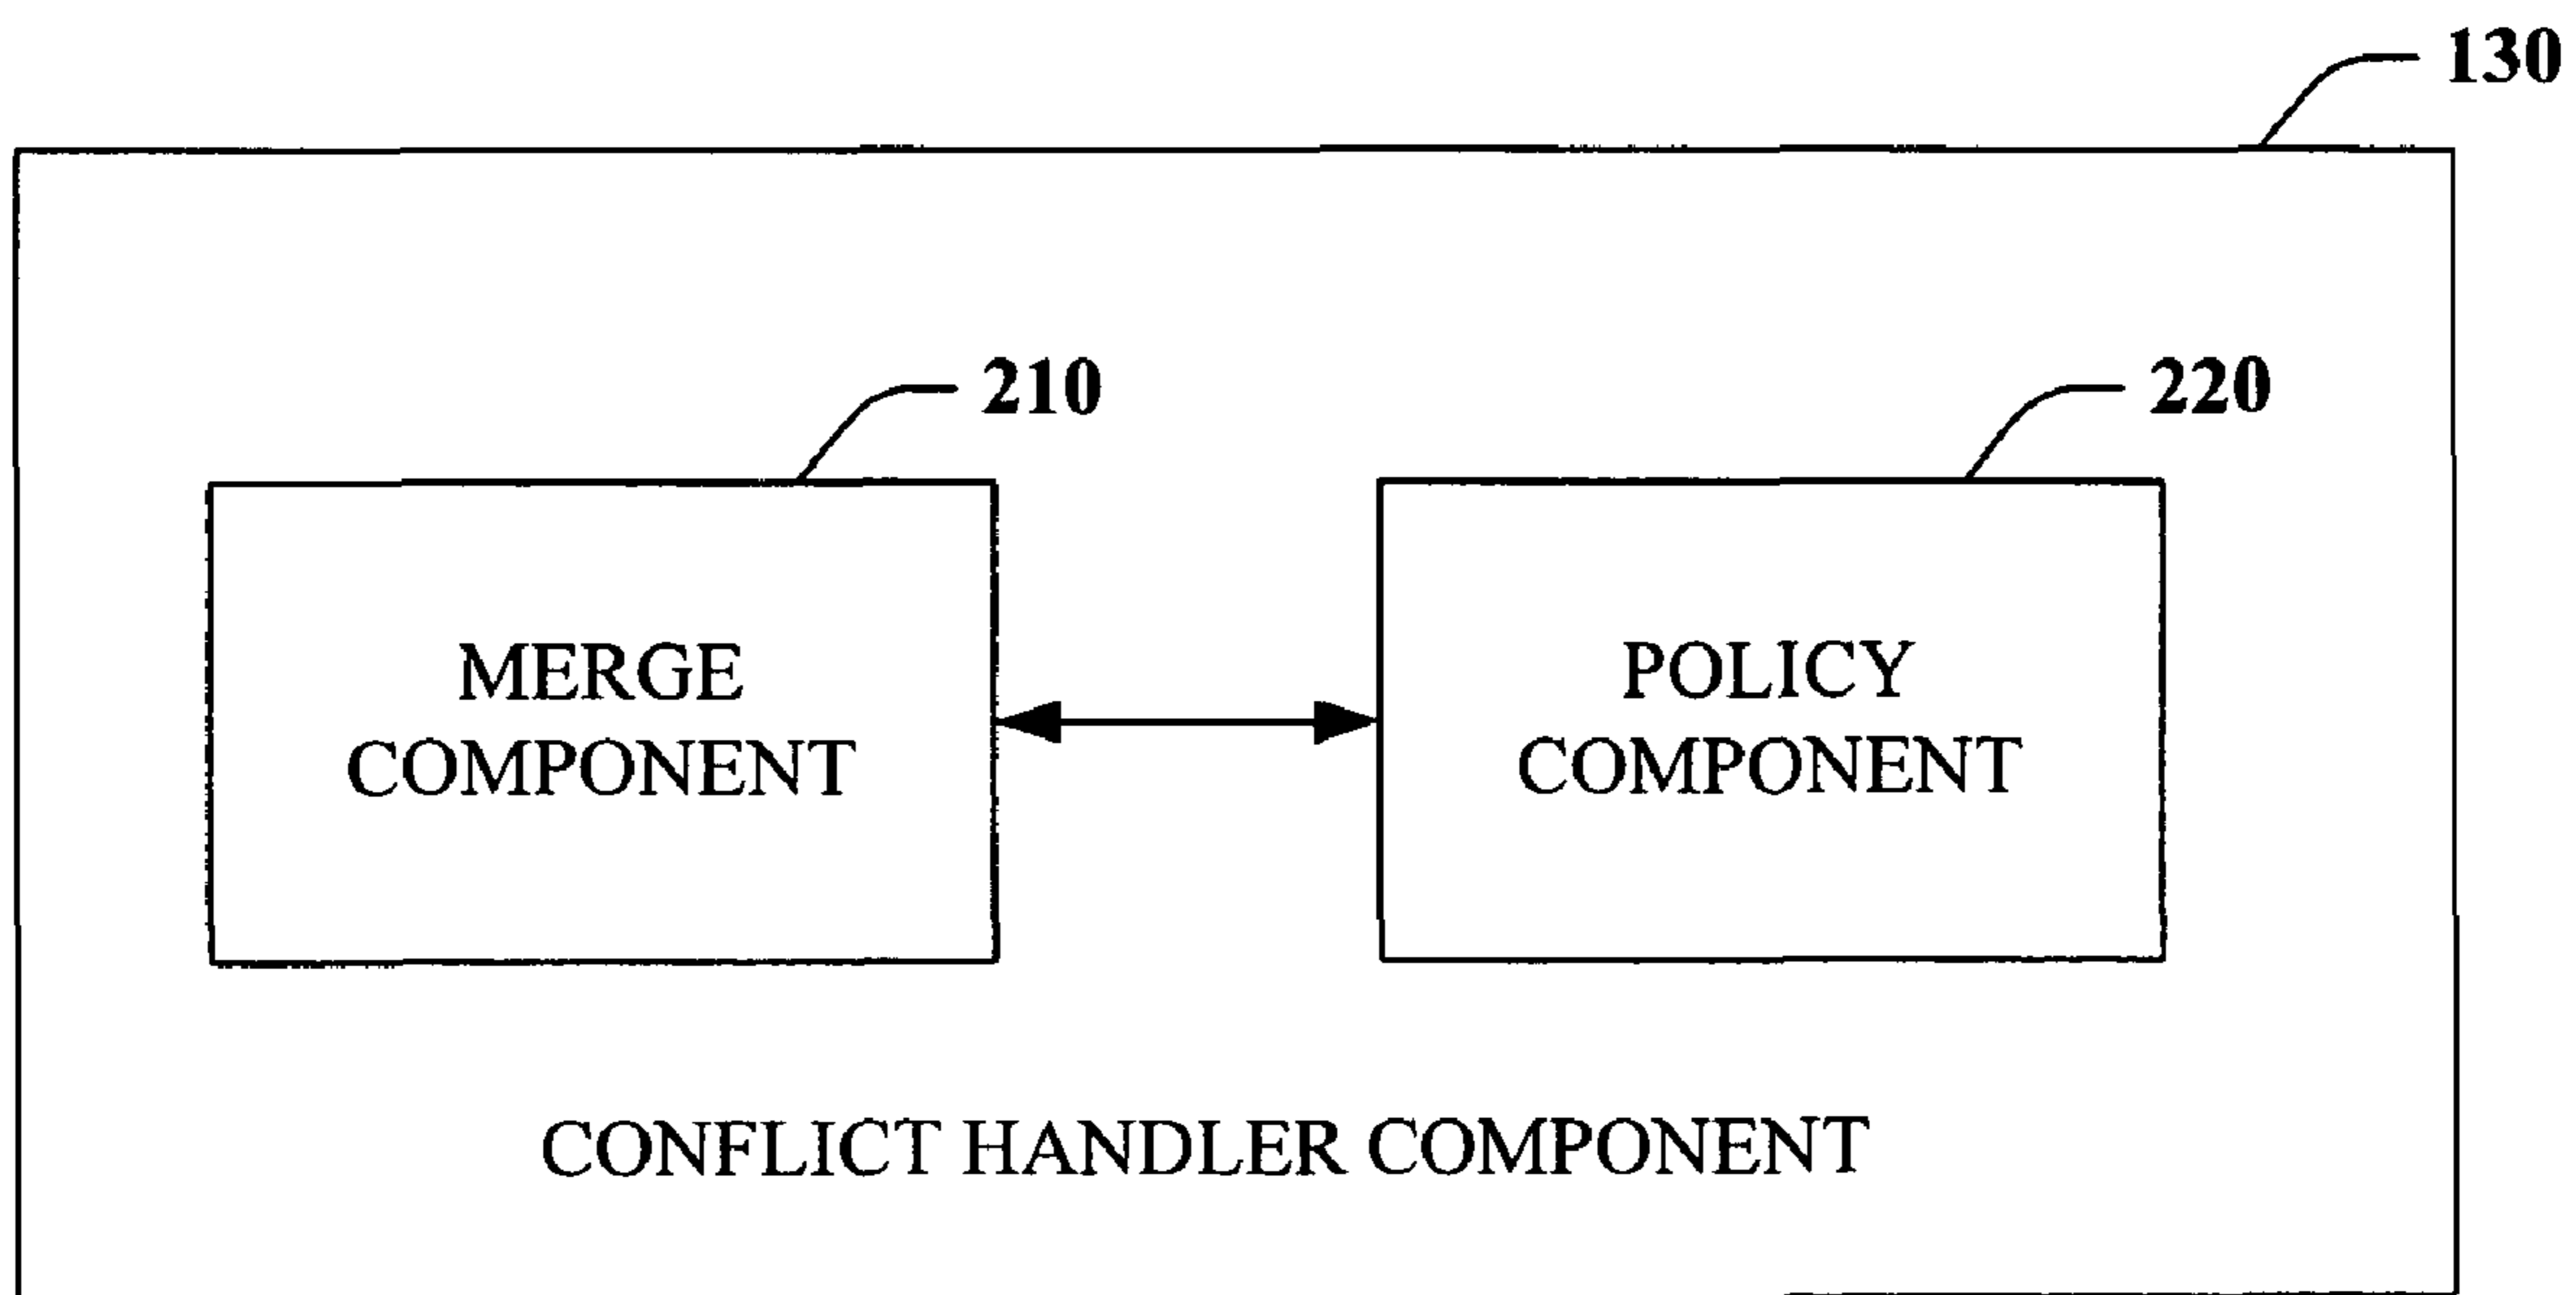 130
210
220
MERGE
COMPONENT
POLICY
COMPONENT
CONFLICT HANDLER COMPONENT